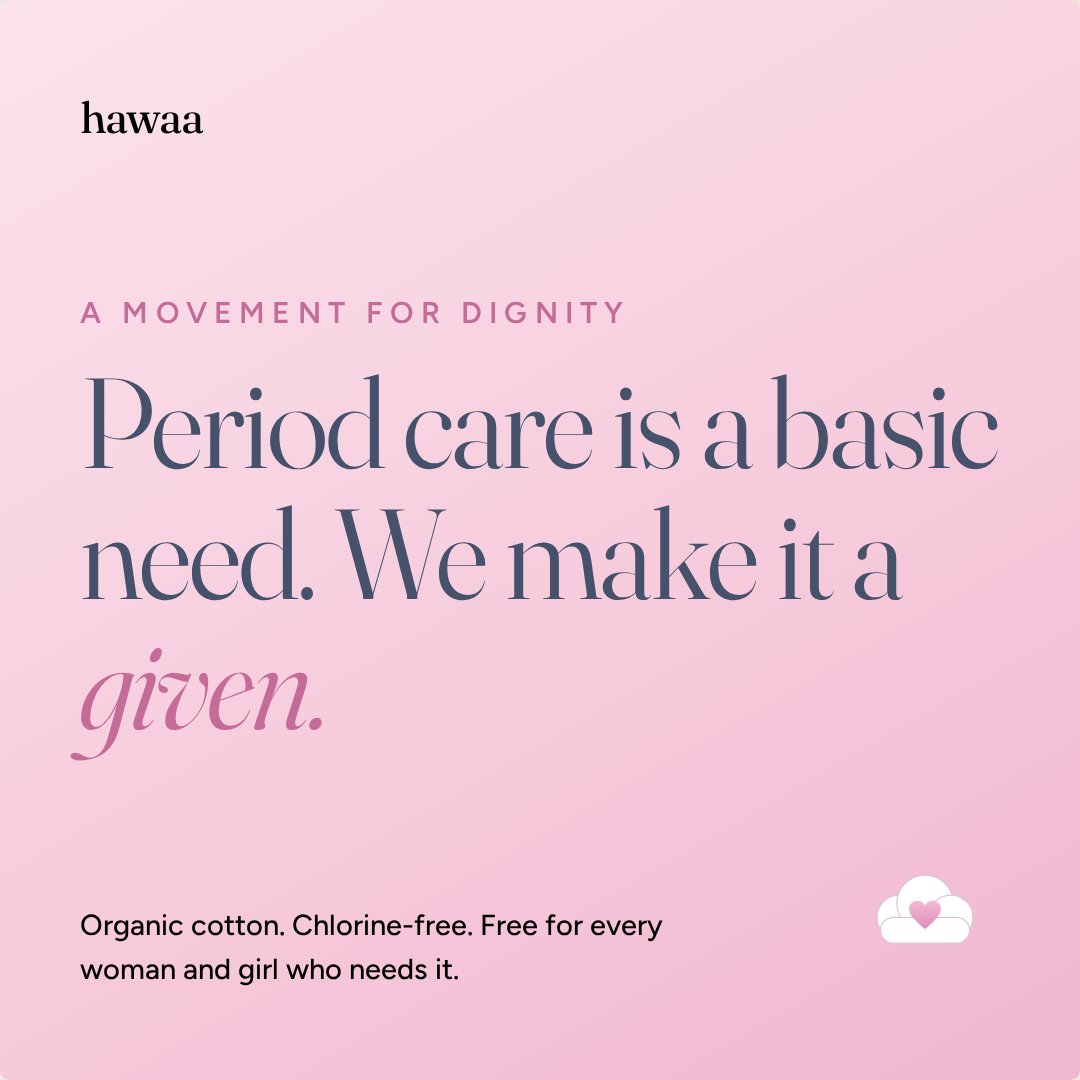 hawaa
A MOVEMENT FOR DIGNITY
Period care is a basic
need. We make it a
given.
Organic cotton. Chlorine-free. Free for every
woman and girl who needs it.